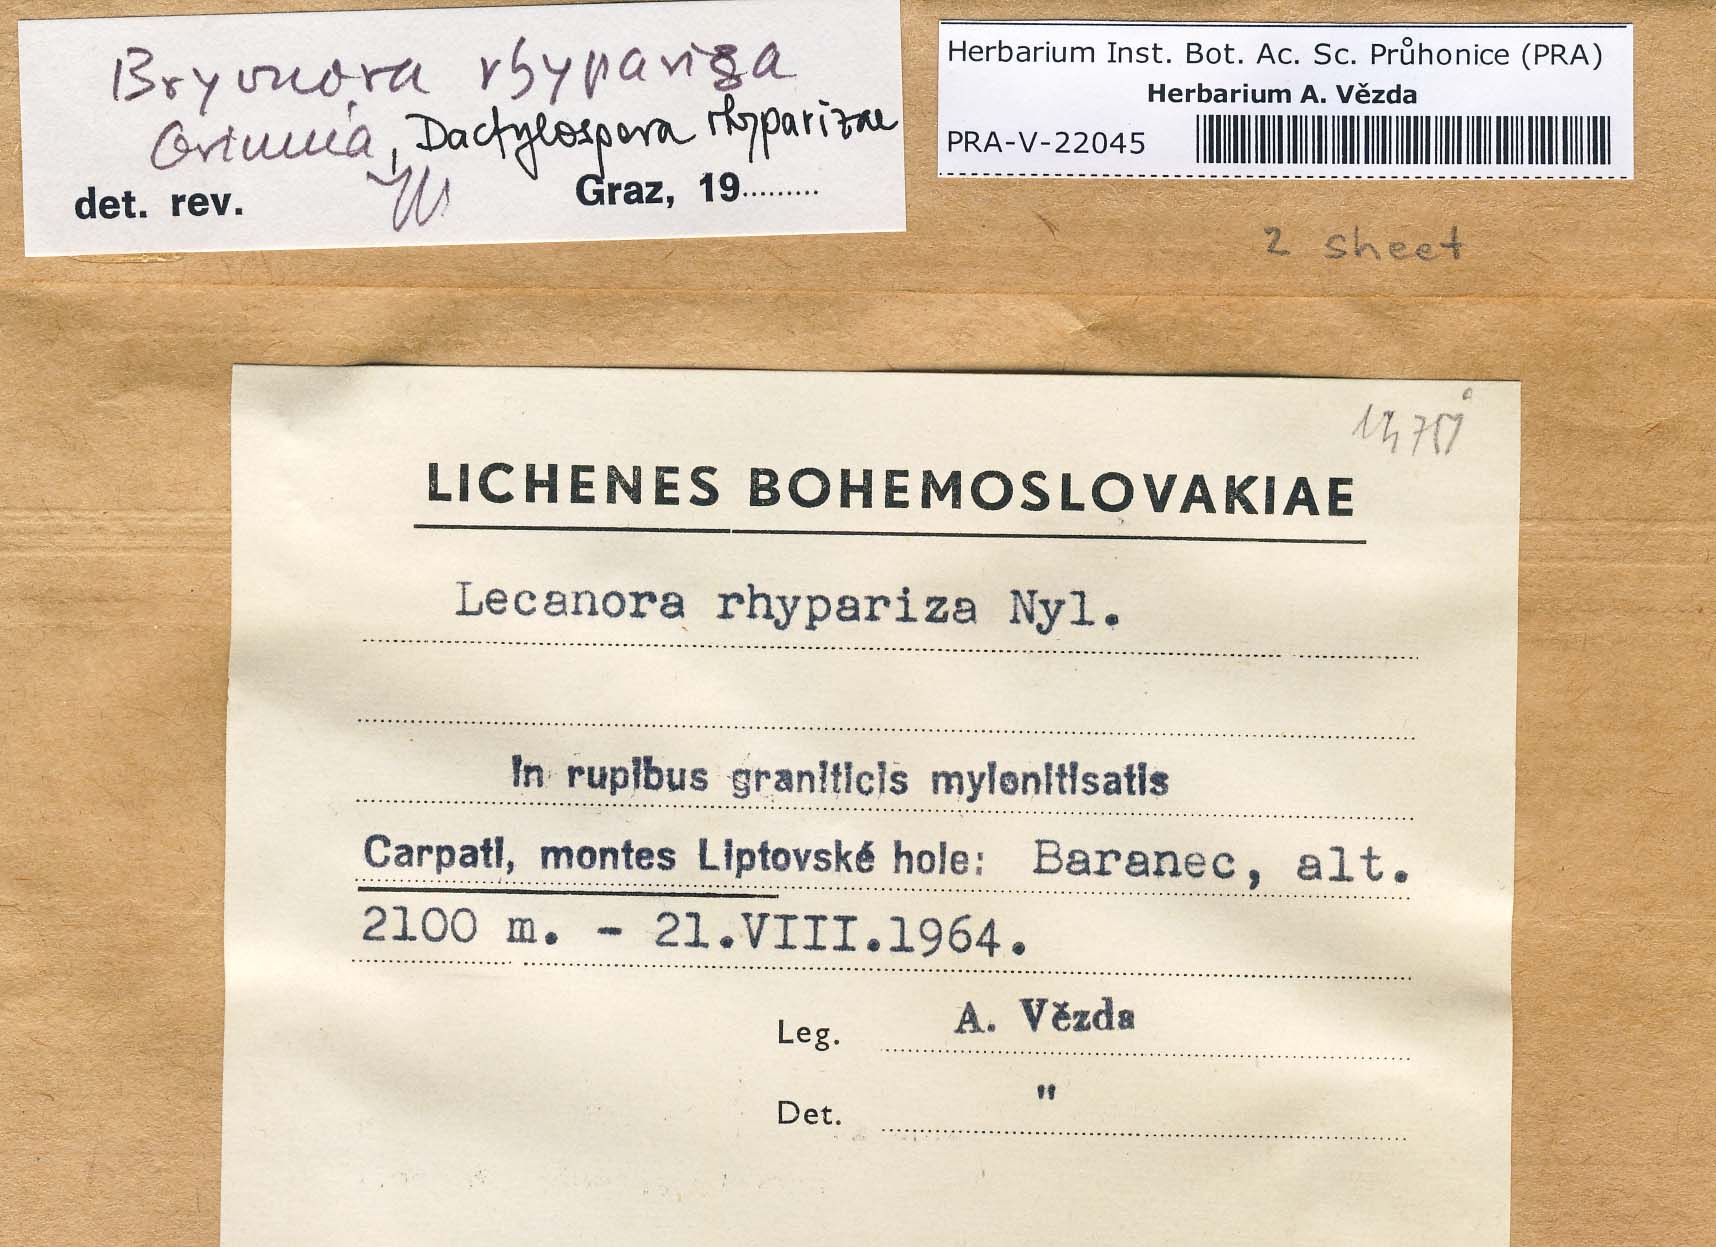 Bryonora rhypariza
Dactylospora rhyparizae
det. rev. Graz, 19.........
Herbarium Inst. Bot. Ac. Sc. Průhonice (PRA)
Herbarium A. Vězda
PRA-V-22045
2 sheet
LICHENES BOHEMOSLOVAKIAE
Lecanora rhypariza Nyl.
In rupibus graniticis mylonitisatis
Carpati, montes Liptovské hole: Baranec, alt.
2100 m. - 21.VIII.1964.
Leg. A. Vězda
Det. "